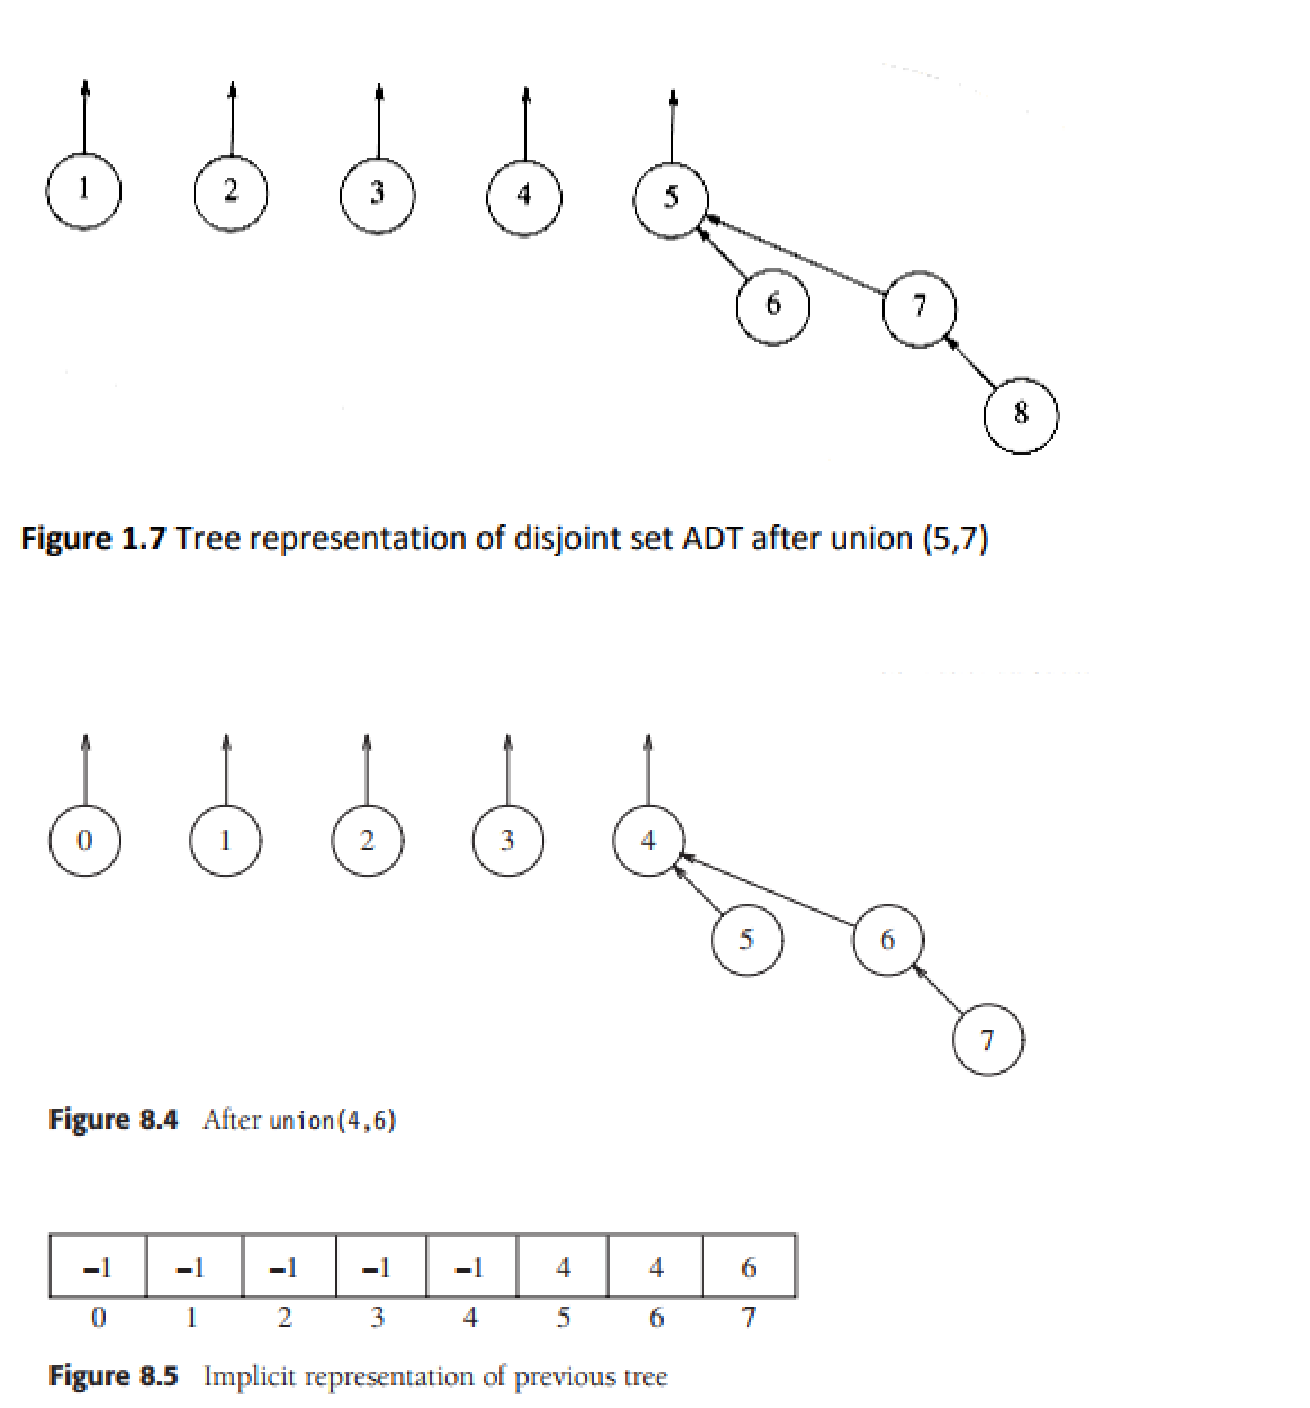 1 2 3 4 5
6 7
8
Figure 1.7 Tree representation of disjoint set ADT after union (5,7)
0 1 2 3 4
5 6
7
Figure 8.4 After union(4,6)
–1 –1 –1 –1 –1 4 4 6
0 1 2 3 4 5 6 7
Figure 8.5 Implicit representation of previous tree